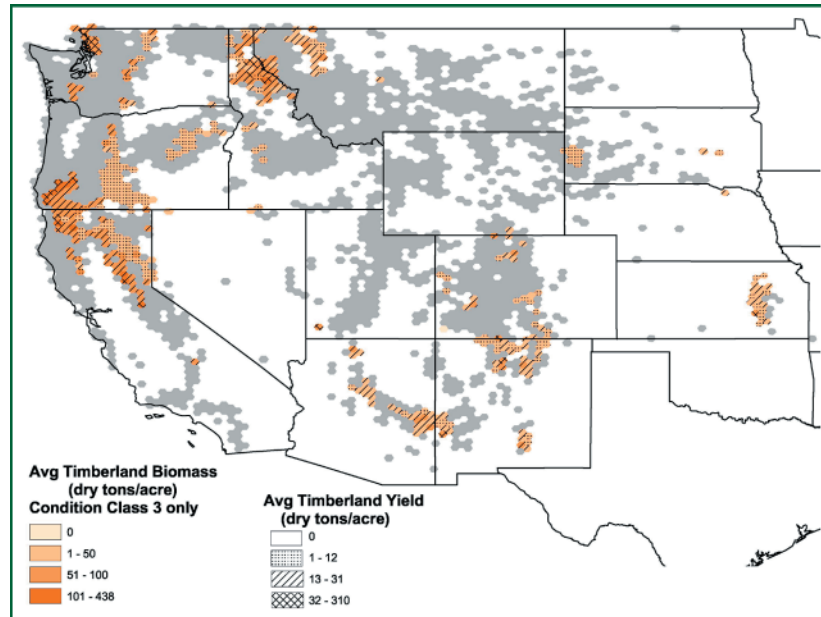 Avg Timberland Biomass
(dry tons/acre)
Condition Class 3 only
0
1 - 50
51 - 100
101 - 438
Avg Timberland Yield
(dry tons/acre)
0
1 - 12
13 - 31
32 - 310